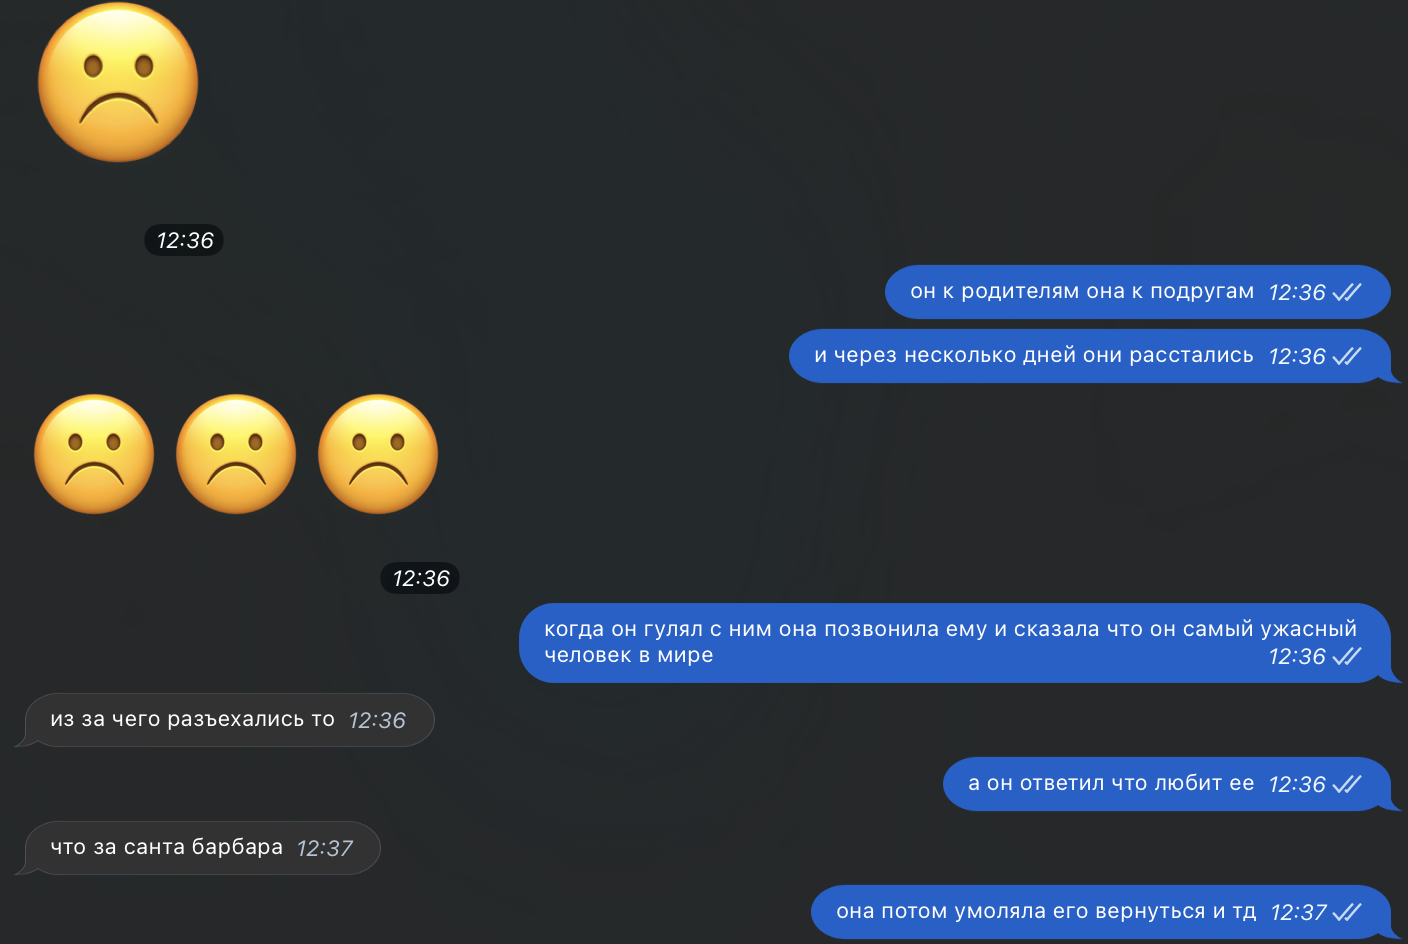 12:36
он к родителям она к подругам 12:36
и через несколько дней они расстались 12:36
12:36
когда он гулял с ним она позвонила ему и сказала что он самый ужасный
человек в мире 12:36
из за чего разъехались то 12:36
а он ответил что любит ее 12:36
что за санта барбара 12:37
она потом умоляла его вернуться и тд 12:37